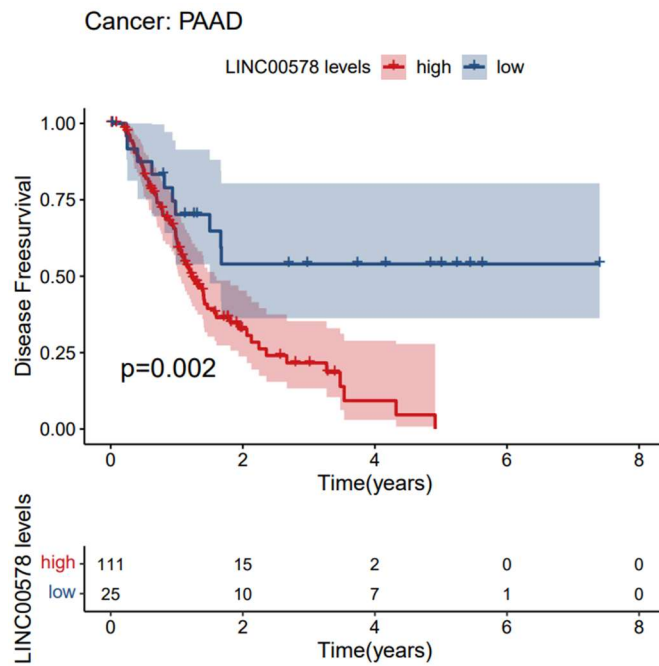 Cancer: PAAD
LINC00578 levels high low
Disease Freesurvival
1.00
0.75
0.50
0.25
0.00
p=0.002
0 2 4 6 8
Time(years)
LINC00578 levels
high 111 15 2 0 0
low 25 10 7 1 0
0 2 4 6 8
Time(years)